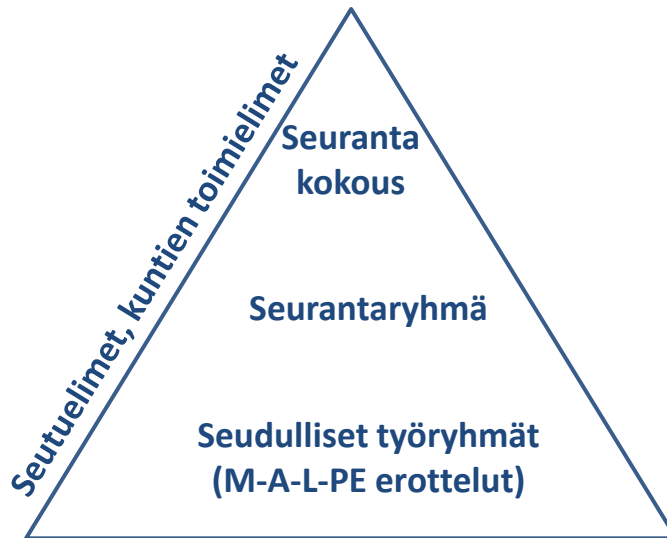 Seutuelimet, kuntien toimielimet
Seuranta
kokous
Seurantaryhmä
Seudulliset työryhmät
(M-A-L-PE erottelut)